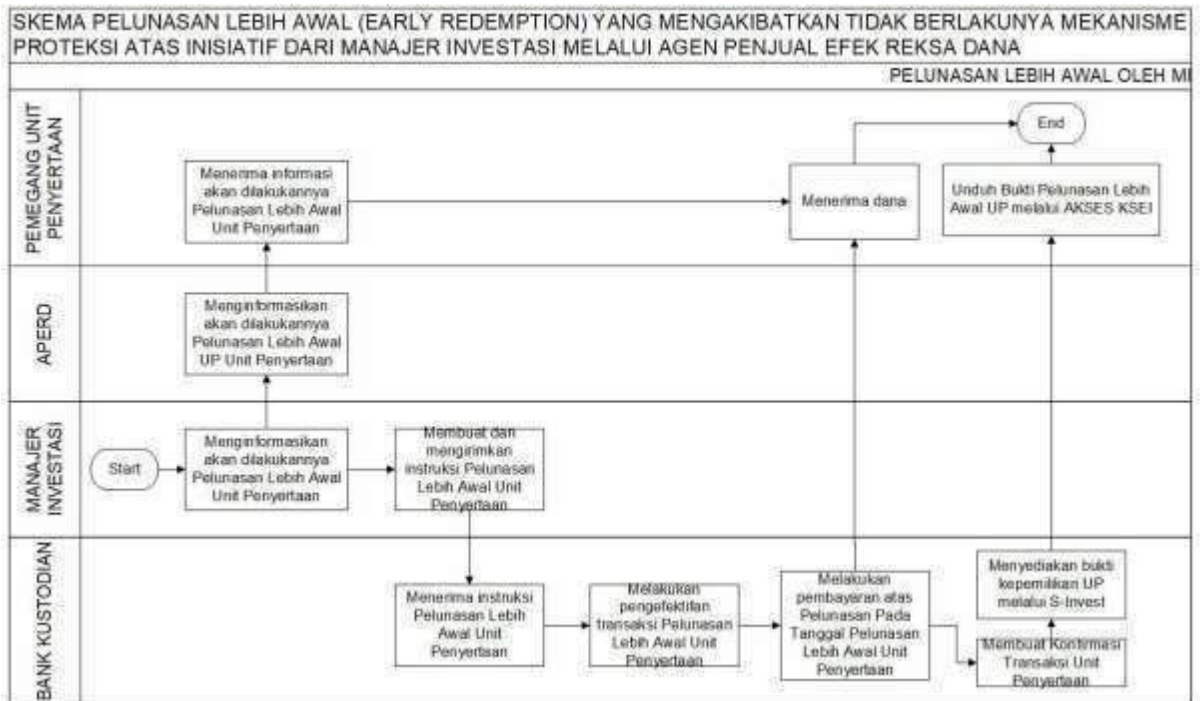 SKEMA PELUNASAN LEBIH AWAL (EARLY REDEMPTION) YANG MENGAKIBATKAN TIDAK BERLAKUNYA MEKANISME
PROTEKSI ATAS INISIATIF DARI MANAJER INVESTASI MELALUI AGEN PENJUAL EFEK REKSA DANA
PELUNASAN LEBIH AWAL OLEH MI
PEMEGANG UNIT
PENYERTAAN
Menerima informasi
akan dilakukannya
Pelunasan Lebih Awal
Unit Penyertaan
Menerima dana
End
Unduh Bukti Pelunasan Lebih
Awal UP melalui AKSES KSEI
APERD
Menginformasikan
akan dilakukannya
Pelunasan Lebih Awal
UP Unit Penyertaan
MANAJER
INVESTASI
Start
Menginformasikan
akan dilakukannya
Pelunasan Lebih Awal
Unit Penyertaan
Membuat dan
mengirimkan
instruksi Pelunasan
Lebih Awal Unit
Penyertaan
BANK KUSTODIAN
Menerima instruksi
Pelunasan Lebih
Awal Unit
Penyertaan
Melakukan
pengefektifan
transaksi Pelunasan
Lebih Awal Unit
Penyertaan
Melakukan
pembayaran atas
Pelunasan Pada
Tanggal Pelunasan
Lebih Awal Unit
Penyertaan
Menyediakan bukti
kepemilikan UP
melalui S-Invest
Membuat Konfirmasi
Transaksi Unit
Penyertaan